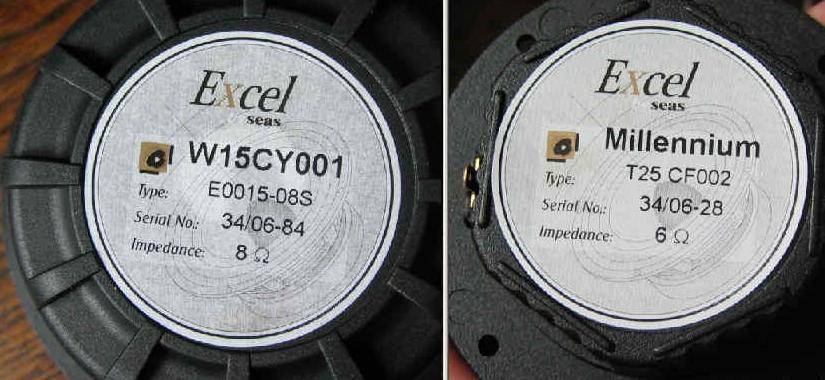 Excel
seas
W15CY001
Type: E0015-08S
Serial No.: 34/06-84
Impedance: 8 Ω
Excel
seas
Millennium
Type: T25 CF002
Serial No.: 34/06-28
Impedance: 6 Ω